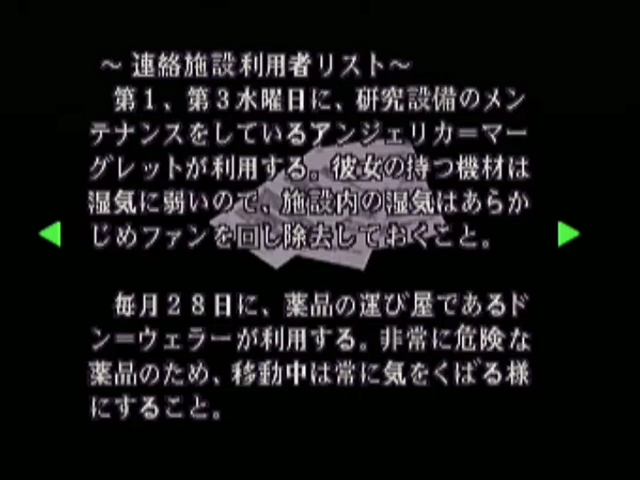 ～連絡施設利用者リスト～
第１、第３水曜日に、研究設備のメン
テナンスをしているアンジェリカ＝マー
グレットが利用する。彼女の持つ機材は
湿気に弱いので、施設内の湿気はあらか
じめファンを回し除去しておくこと。
毎月２８日に、薬品の運び屋であるド
ン＝ウェラーが利用する。非常に危険な
薬品のため、移動中は常に気をくばる様
にすること。